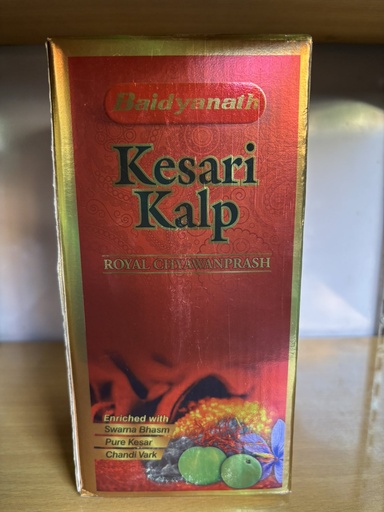 Baidyanath
Kesari
Kalp
ROYAL CHYAWANPRASH
Enriched with
Swarna Bhasm
Pure Kesar
Chandi Vark